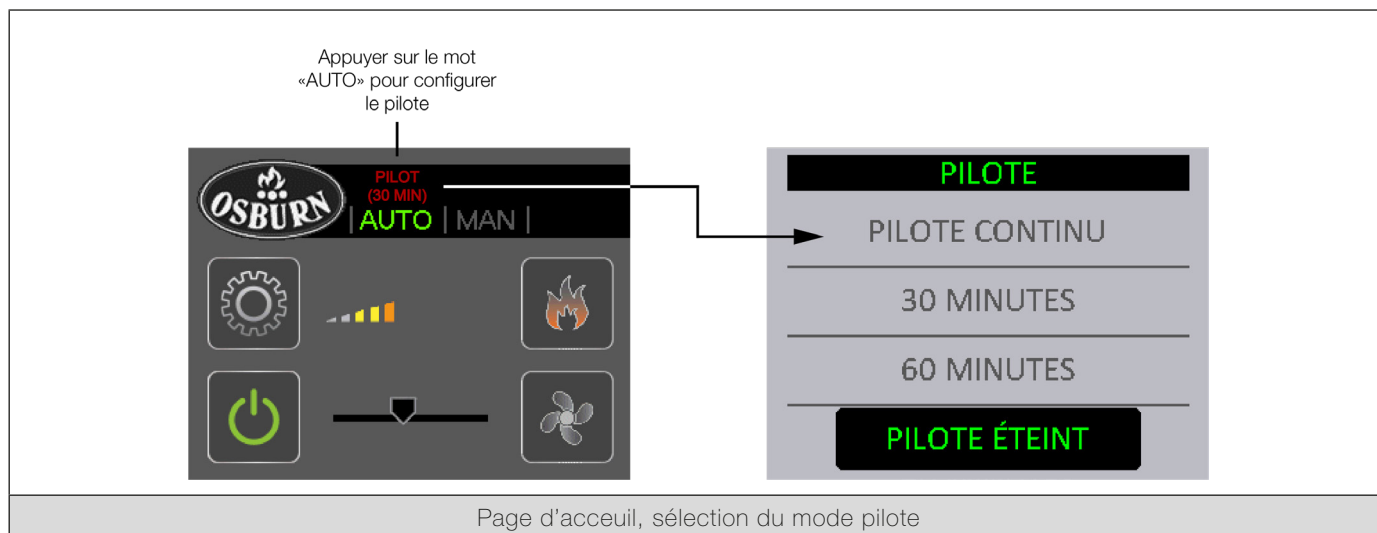 Appuyer sur le mot
«AUTO» pour configurer
le pilote
OSBURN
PILOT
(30 MIN)
| AUTO | MAN |
PILOTE
PILOTE CONTINU
30 MINUTES
60 MINUTES
PILOTE ÉTEINT
Page d'acceuil, sélection du mode pilote